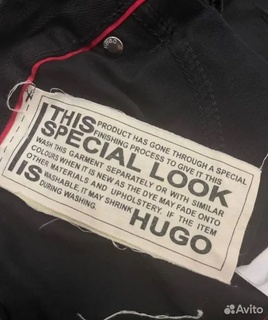 THIS PRODUCT HAS GONE THROUGH A SPECIAL
FINISHING PROCESS TO GIVE IT THIS
SPECIAL LOOK
WASH THIS GARMENT SEPARATELY OR WITH SIMILAR
COLOURS WHEN IT IS NEW AS THE DYE MAY FADE ONTO
OTHER MATERIALS AND UPHOLSTERY. IF THE ITEM
IS WASHABLE, IT MAY SHRINK
DURING WASHING.
HUGO
Avito